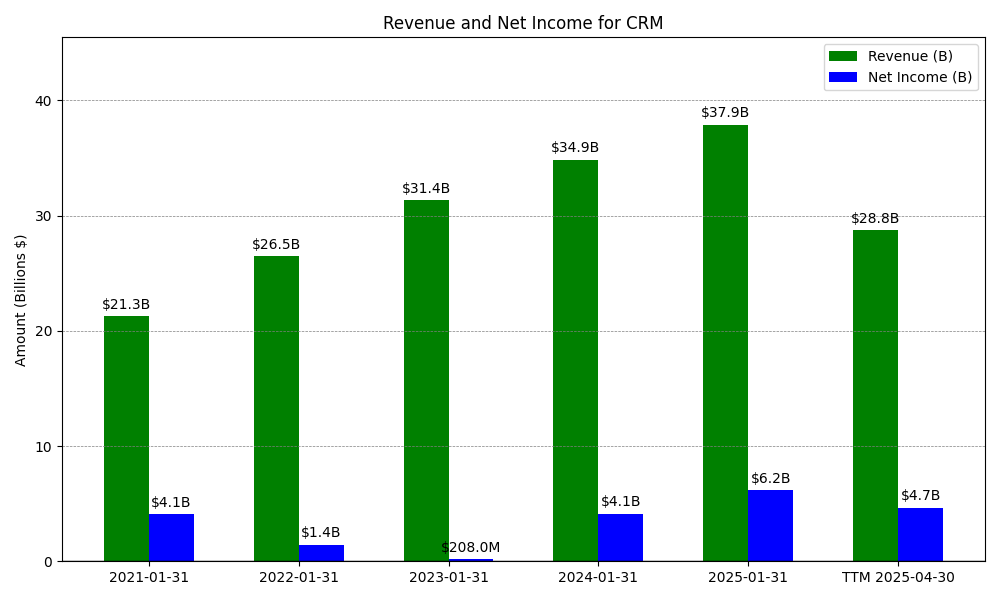 Revenue and Net Income for CRM
Revenue (B)
Net Income (B)
Amount (Billions $)
40
30
20
10
0
$21.3B
$4.1B
$26.5B
$1.4B
$31.4B
$208.0M
$34.9B
$4.1B
$37.9B
$6.2B
$28.8B
$4.7B
2021-01-31
2022-01-31
2023-01-31
2024-01-31
2025-01-31
TTM 2025-04-30